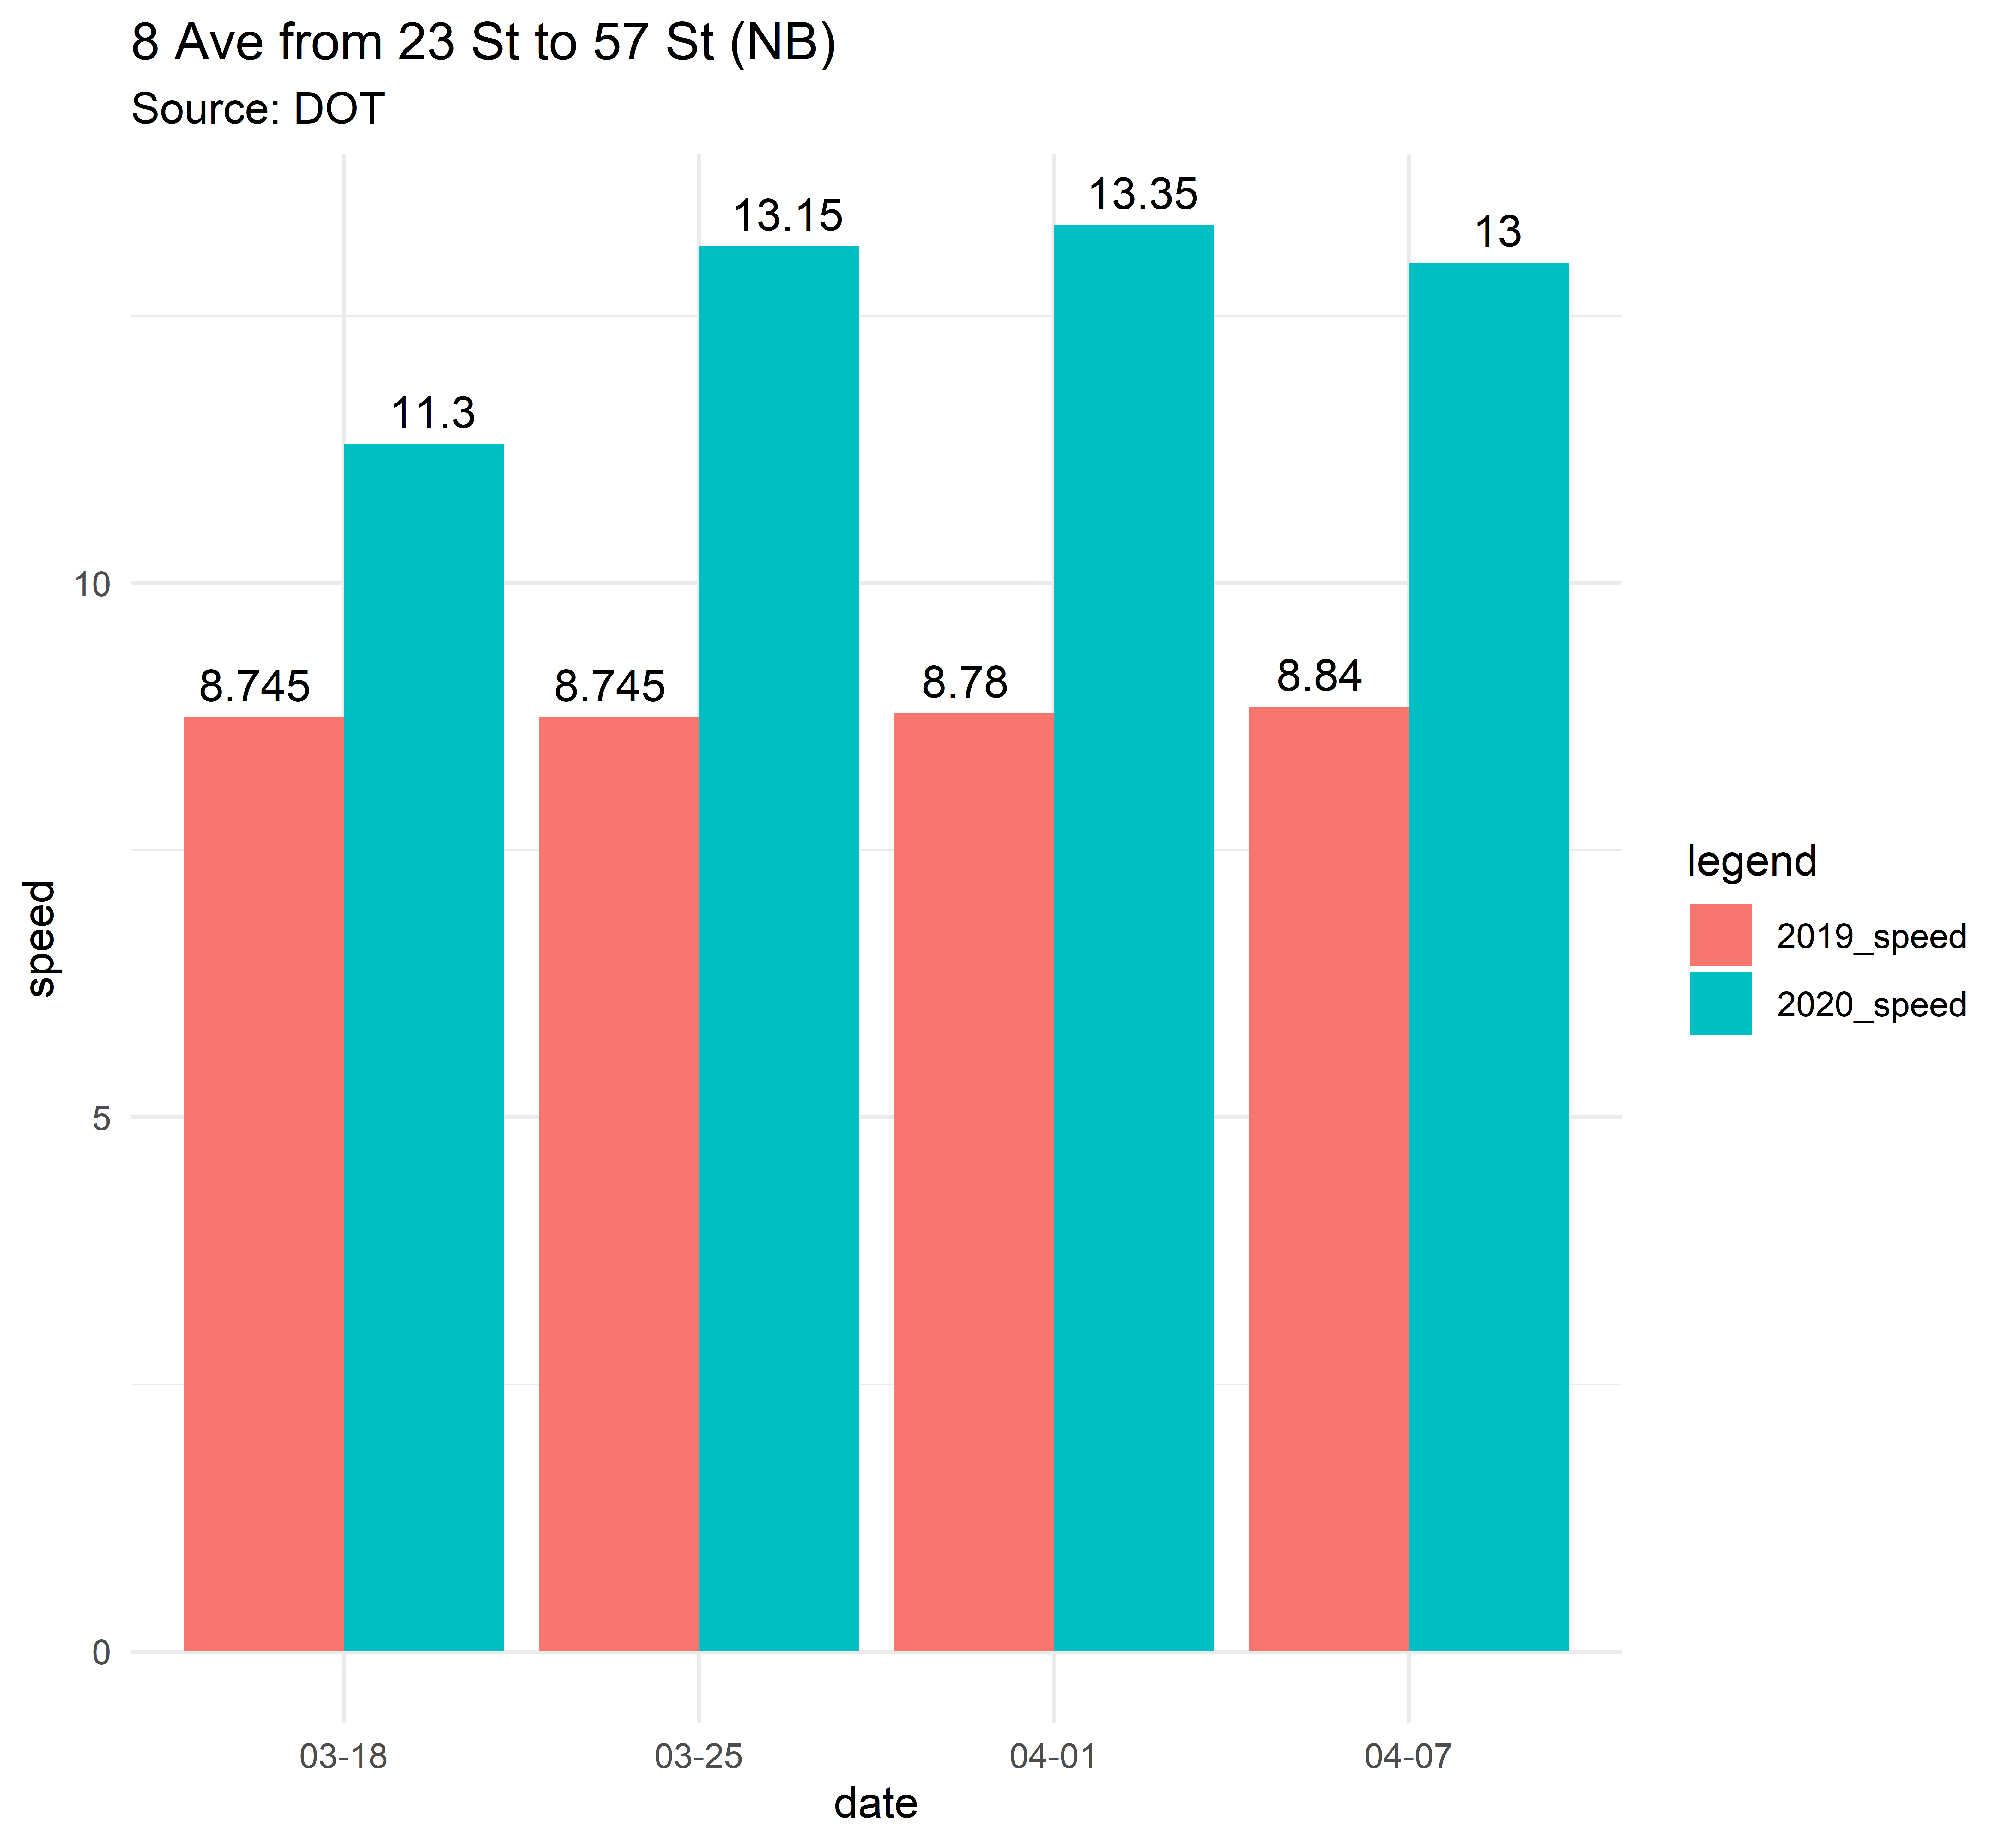 8 Ave from 23 St to 57 St (NB)
Source: DOT
13.35
13.15
13
11.3
10
8.745
8.745
8.78
8.84
legend
2019_speed
2020_speed
speed
5
0
03-18
03-25
04-01
04-07
date